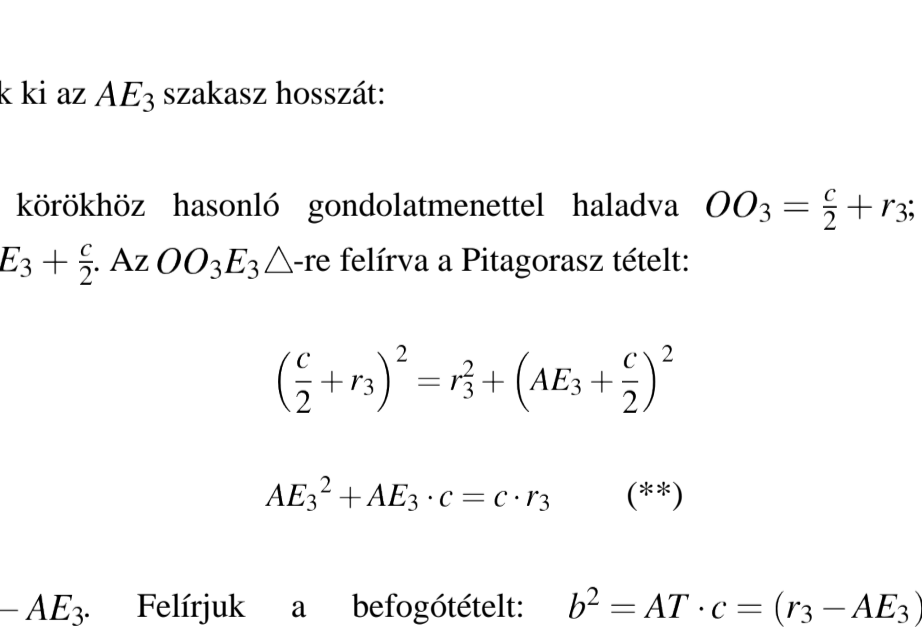 k ki az AE₃ szakasz hosszát:
körökhöz hasonló gondolatmenettel haladva OO₃ = c/2 + r₃;
E₃ + c/2. Az OO₃E₃△-re felírva a Pitagorasz tételt:
(c/2 + r₃)² = r₃² + (AE₃ + c/2)²
AE₃² + AE₃ · c = c · r₃ (**)
− AE₃. Felírjuk a befogótételt: b² = AT · c = (r₃ − AE₃)